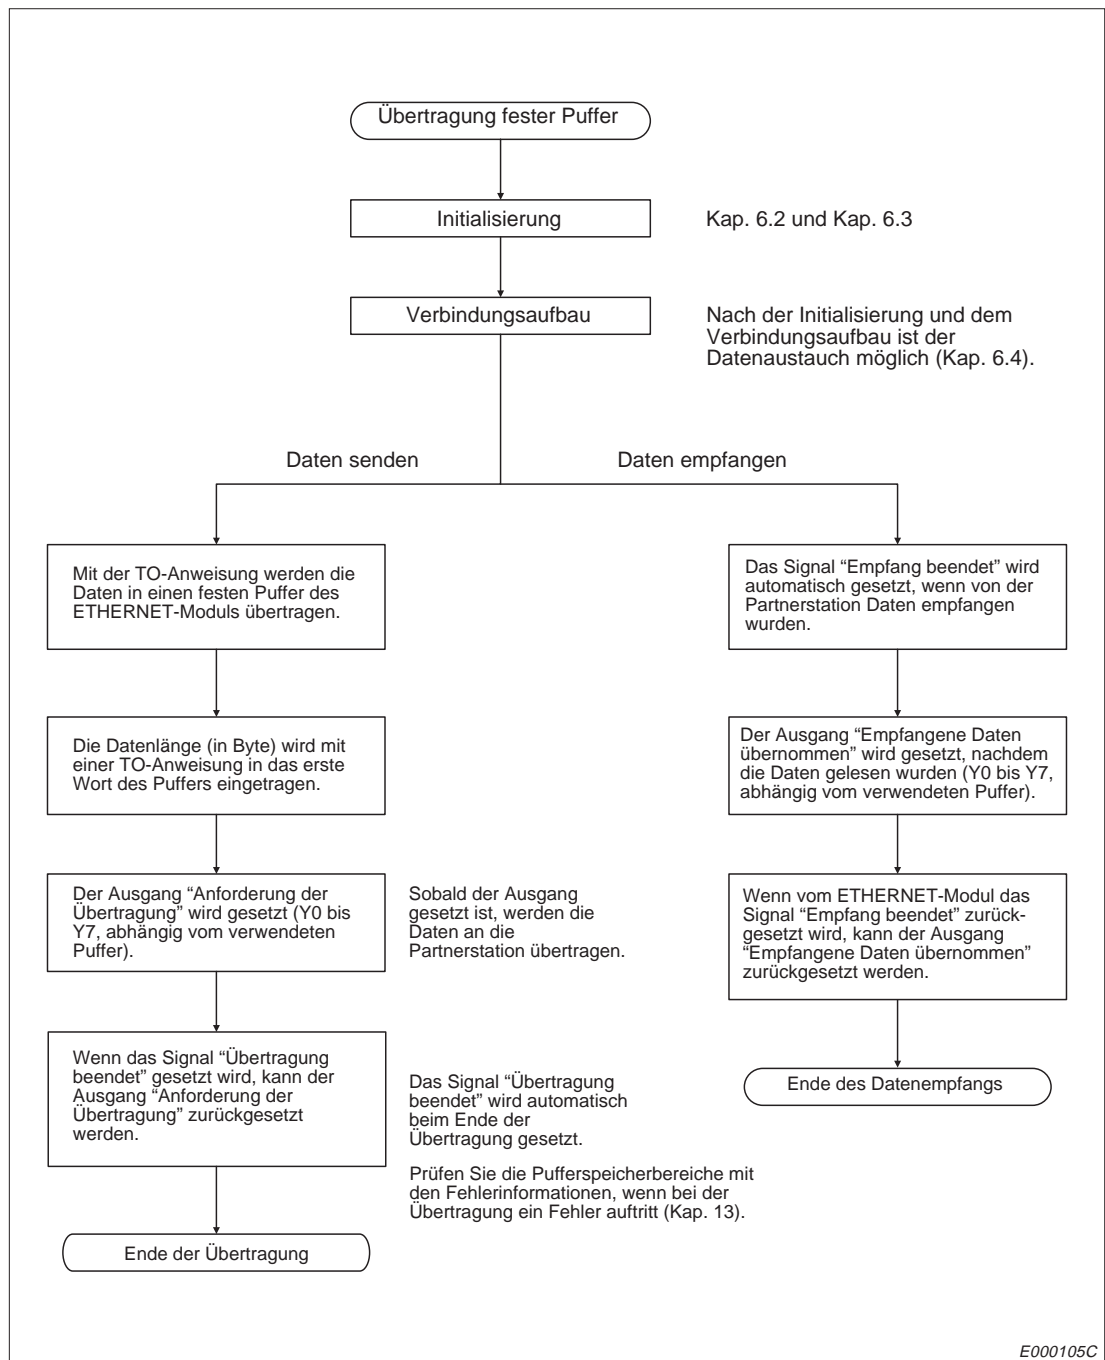 Übertragung fester Puffer
Initialisierung
Kap. 6.2 und Kap. 6.3
Verbindungsaufbau
Nach der Initialisierung und dem
Verbindungsaufbau ist der
Datenaustauch möglich (Kap. 6.4).
Daten senden
Daten empfangen
Mit der TO-Anweisung werden die
Daten in einen festen Puffer des
ETHERNET-Moduls übertragen.
Die Datenlänge (in Byte) wird mit
einer TO-Anweisung in das erste
Wort des Puffers eingetragen.
Der Ausgang “Anforderung der
Übertragung” wird gesetzt (Y0 bis
Y7, abhängig vom verwendeten
Puffer).
Sobald der Ausgang
gesetzt ist, werden die
Daten an die
Partnerstation übertragen.
Wenn das Signal “Übertragung
beendet” gesetzt wird, kann der
Ausgang “Anforderung der
Übertragung” zurückgesetzt
werden.
Das Signal “Übertragung
beendet” wird automatisch
beim Ende der
Übertragung gesetzt.
Prüfen Sie die Pufferspeicherbereiche mit
den Fehlerinformationen, wenn bei der
Übertragung ein Fehler auftritt (Kap. 13).
Ende der Übertragung
Das Signal “Empfang beendet” wird
automatisch gesetzt, wenn von der
Partnerstation Daten empfangen
wurden.
Der Ausgang “Empfangene Daten
übernommen” wird gesetzt, nachdem
die Daten gelesen wurden (Y0 bis Y7,
abhängig vom verwendeten Puffer).
Wenn vom ETHERNET-Modul das
Signal “Empfang beendet” zurück-
gesetzt wird, kann der Ausgang
“Empfangene Daten übernommen”
zurückgesetzt werden.
Ende des Datenempfangs
E000105C